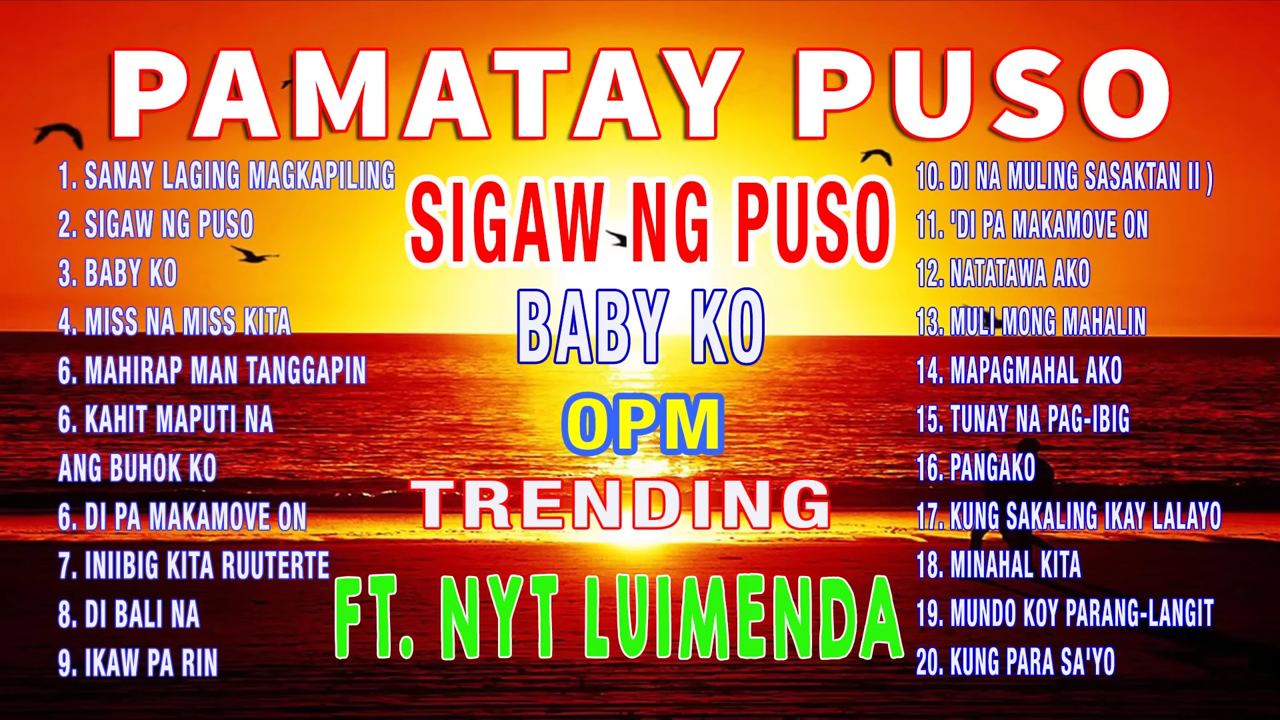 PAMATAY PUSO
1. SANAY LAGING MAGKAPILING
2. SIGAW NG PUSO
3. BABY KO
4. MISS NA MISS KITA
6. MAHIRAP MAN TANGGAPIN
6. KAHIT MAPUTI NA
ANG BUHOK KO
6. DI PA MAKAMOVE ON
7. INIIBIG KITA RUUTERTE
8. DI BALI NA
9. IKAW PA RIN
SIGAW NG PUSO
BABY KO
OPM
TRENDING
FT. NYT LUIMENDA
10. DI NA MULING SASAKTAN II )
11. 'DI PA MAKAMOVE ON
12. NATATAWA AKO
13. MULI MONG MAHALIN
14. MAPAGMAHAL AKO
15. TUNAY NA PAG-IBIG
16. PANGAKO
17. KUNG SAKALING IKAY LALAYO
18. MINAHAL KITA
19. MUNDO KOY PARANG-LANGIT
20. KUNG PARA SA'YO